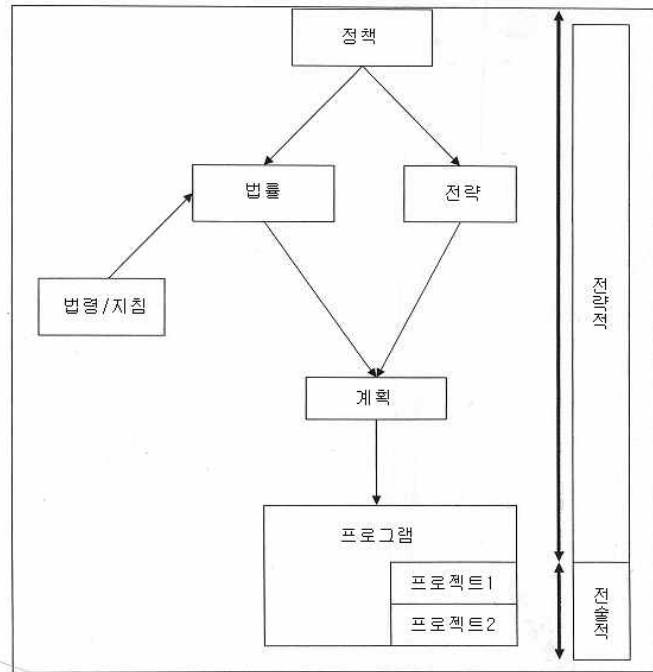 정책
법률
전략
법령/지침
계획
프로그램
프로젝트1
프로젝트2
전략적
전술적